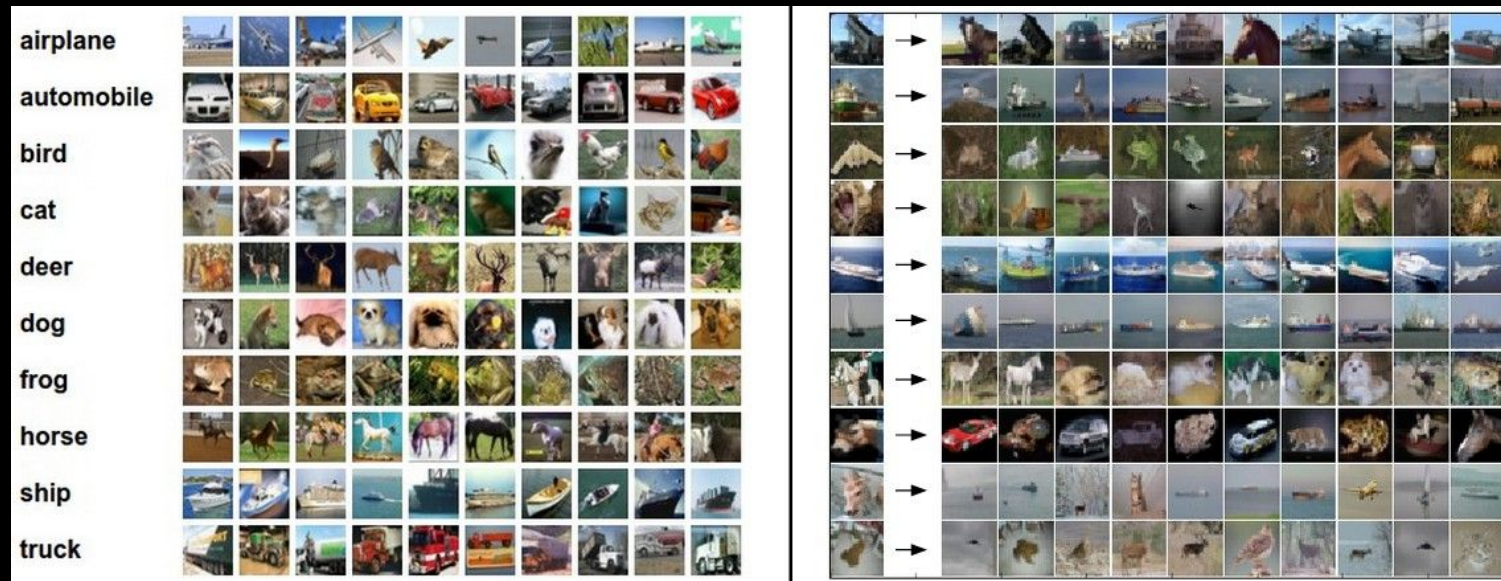 airplane
automobile
bird
cat
deer
dog
frog
horse
ship
truck